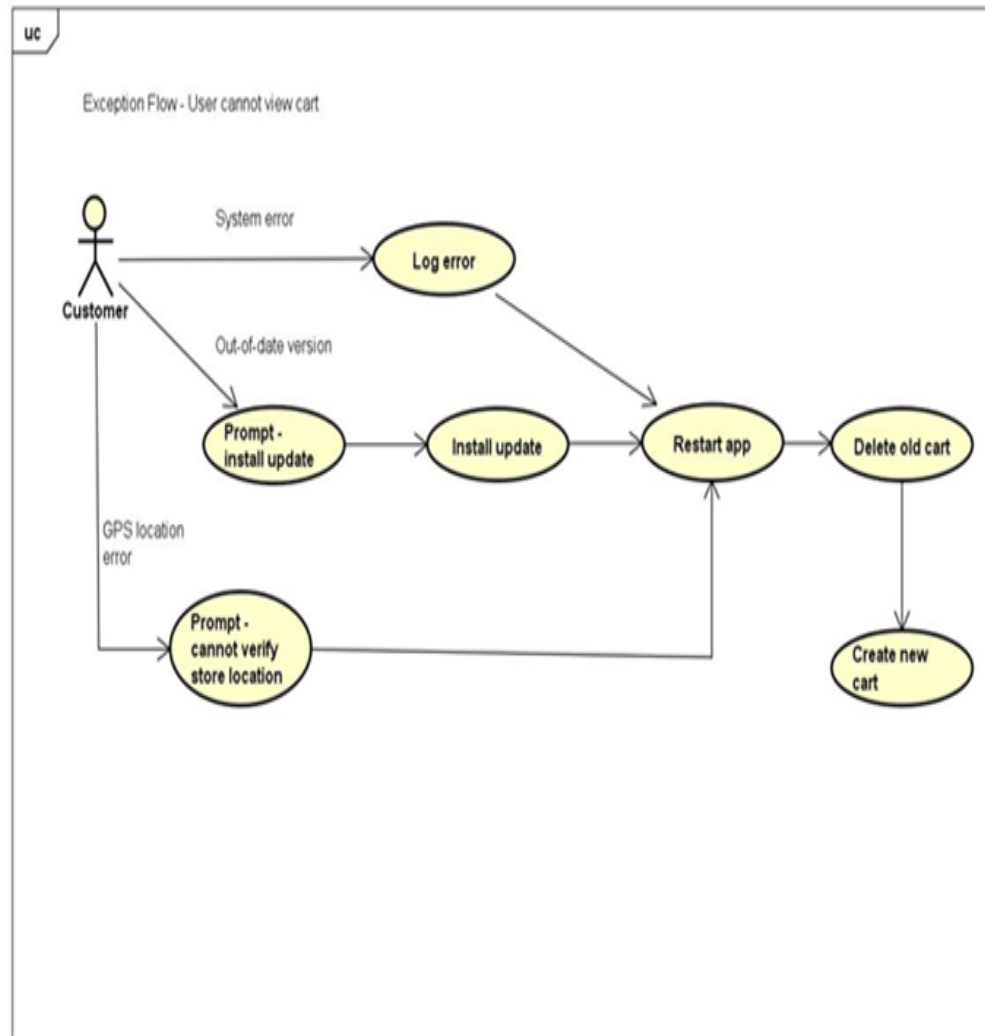 uc
Exception Flow - User cannot view cart
System error
Log error
Customer
Out-of-date version
Prompt -
install update
Install update
Restart app
Delete old cart
GPS location
error
Prompt -
cannot verify
store location
Create new
cart